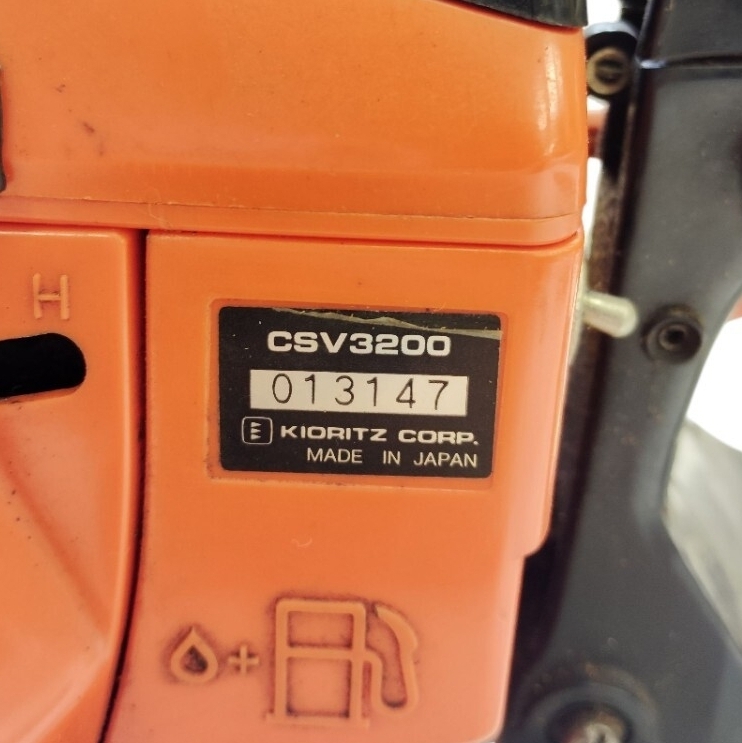 H
CSV3200
013147
E KIORITZ CORP.
MADE IN JAPAN
+